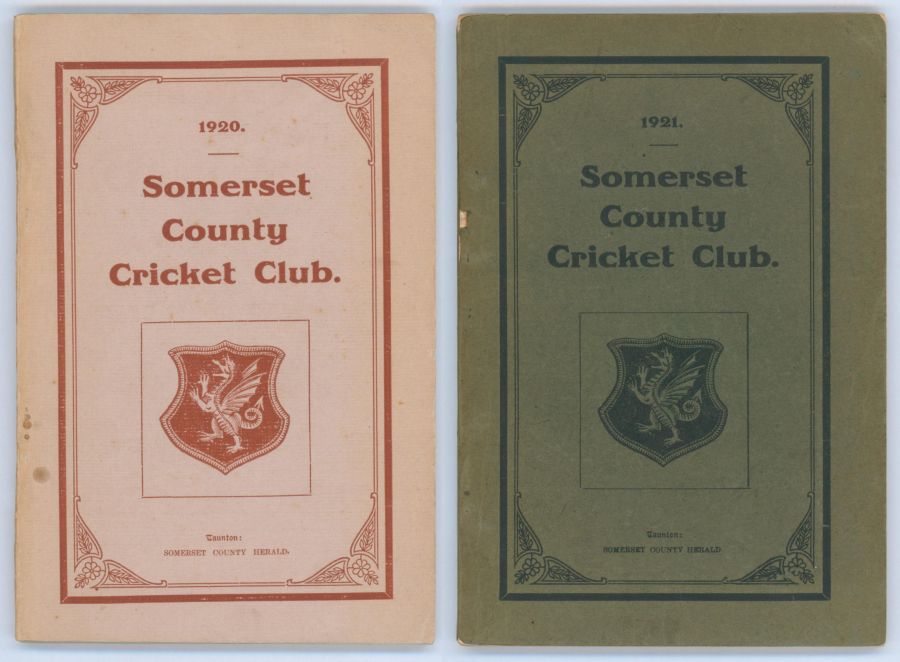 1920.
Somerset
County
Cricket Club.
Taunton:
SOMERSET COUNTY HERALD.
1921.
Somerset
County
Cricket Club.
Taunton:
SOMERSET COUNTY HERALD